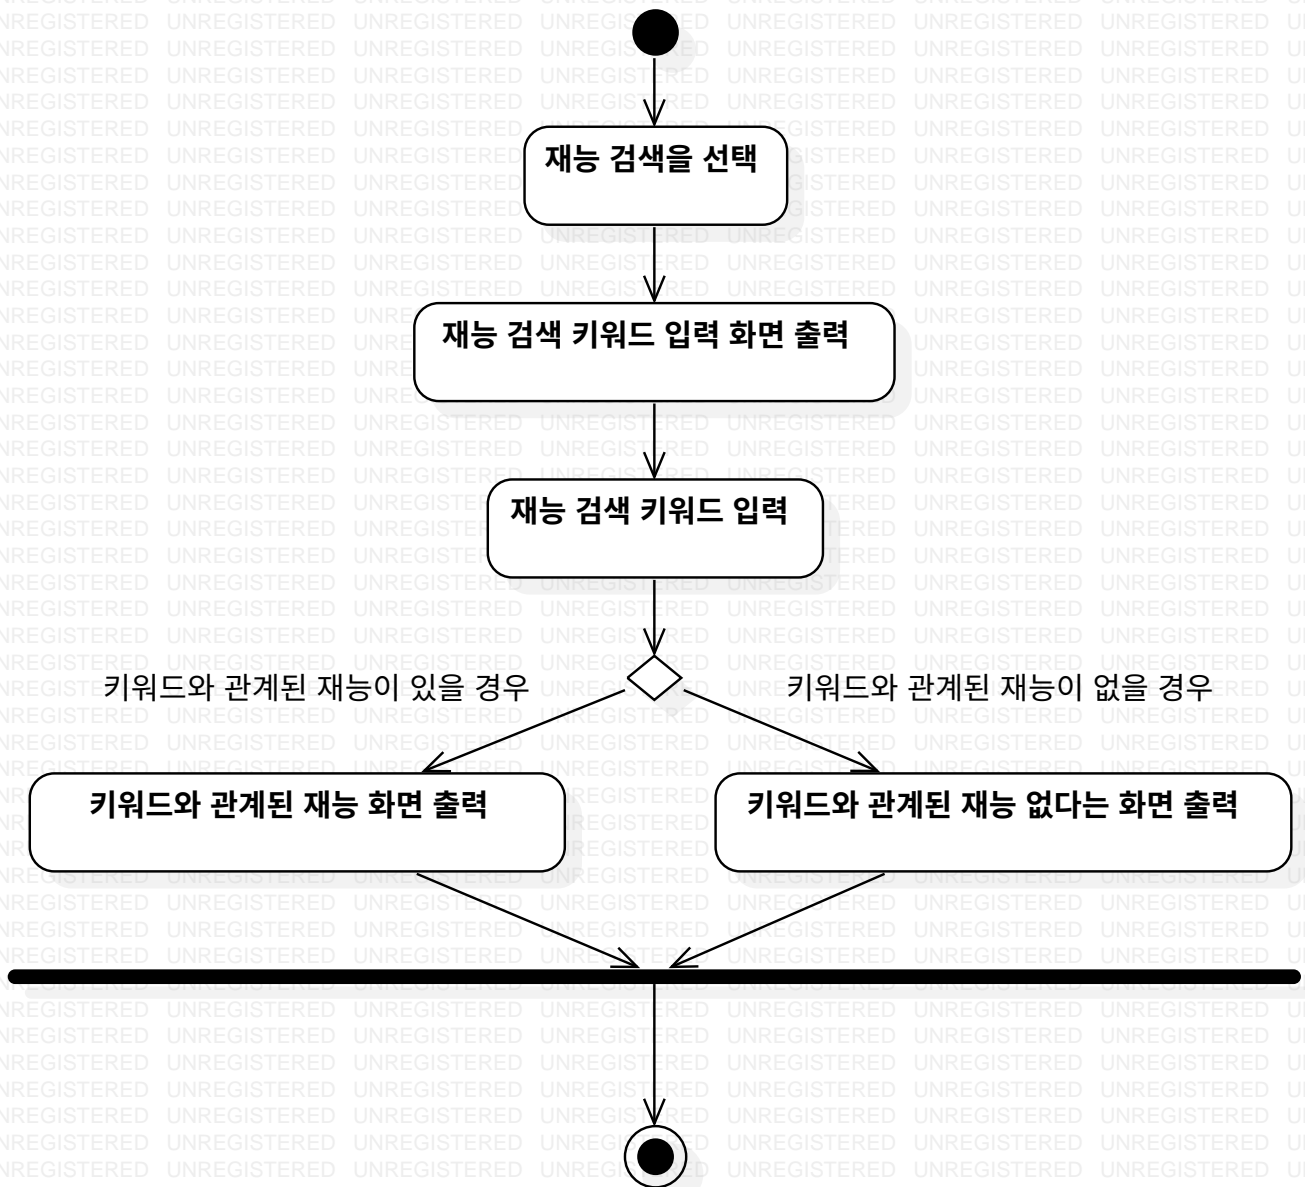 재능 검색을 선택
재능 검색 키워드 입력 화면 출력
재능 검색 키워드 입력
키워드와 관계된 재능이 있을 경우
키워드와 관계된 재능이 없을 경우
키워드와 관계된 재능 화면 출력
키워드와 관계된 재능 없다는 화면 출력
UNREGISTERED